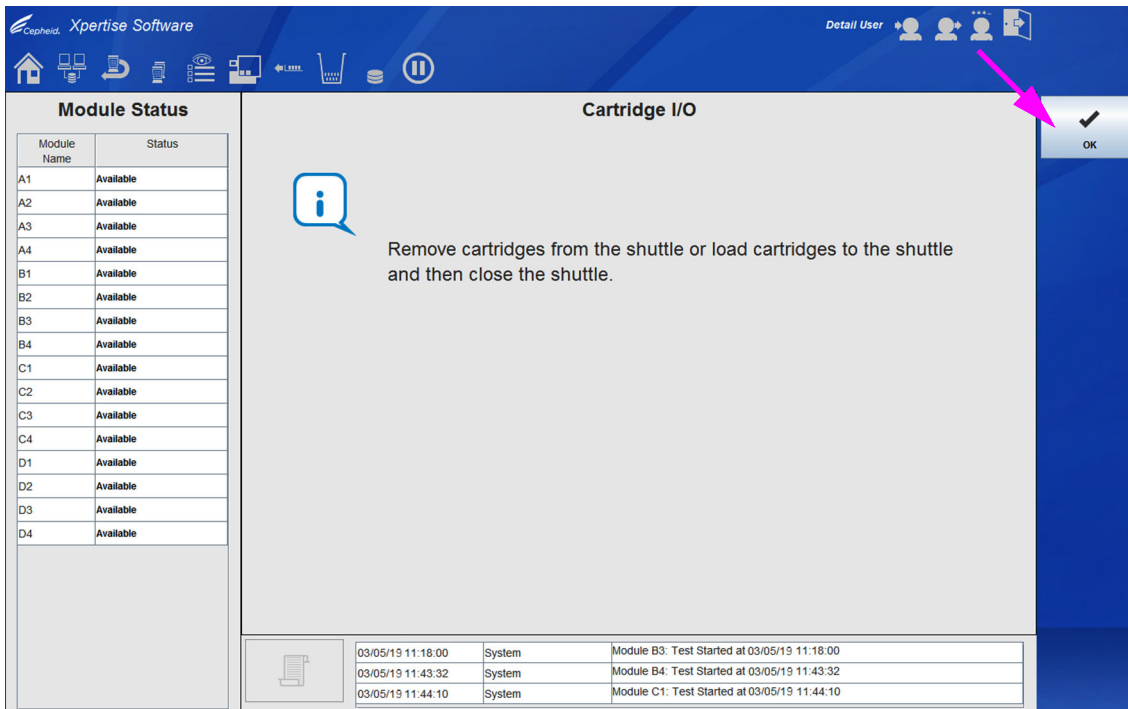 Cepheid. Xpertise Software
Detail User
Module Status
Module Name Status
A1 Available
A2 Available
A3 Available
A4 Available
B1 Available
B2 Available
B3 Available
B4 Available
C1 Available
C2 Available
C3 Available
C4 Available
D1 Available
D2 Available
D3 Available
D4 Available
Cartridge I/O
Remove cartridges from the shuttle or load cartridges to the shuttle
and then close the shuttle.
OK
03/05/19 11:18:00 System Module B3: Test Started at 03/05/19 11:18:00
03/05/19 11:43:32 System Module B4: Test Started at 03/05/19 11:43:32
03/05/19 11:44:10 System Module C1: Test Started at 03/05/19 11:44:10